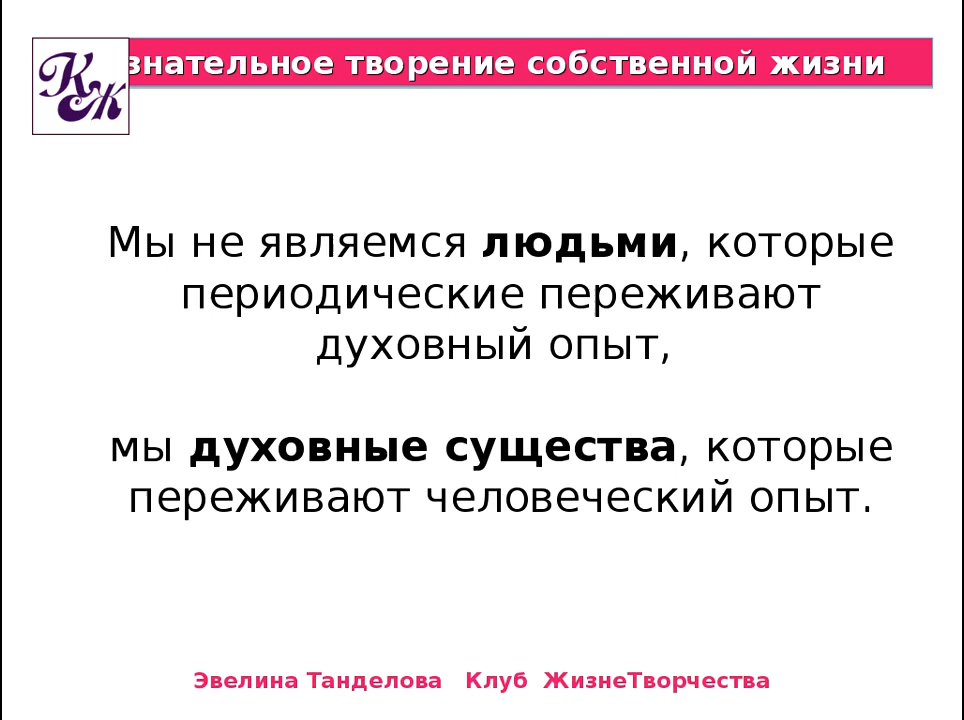 знательное творение собственной жизни
КСЖ
Мы не являемся людьми, которые
периодические переживают
духовный опыт,
мы духовные существа, которые
переживают человеческий опыт.
Эвелина Танделова Клуб ЖизнеТворчества